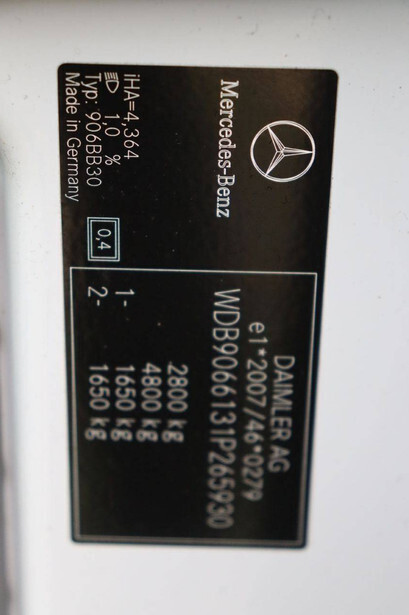 Mercedes-Benz
iHA=4,364
1,0 %
Typ: 906BB30
Made in Germany
0,4
DAIMLER AG
e1*2007/46*0279
WDB9066131P265930
2800 kg
4800 kg
1- 1650 kg
2- 1650 kg